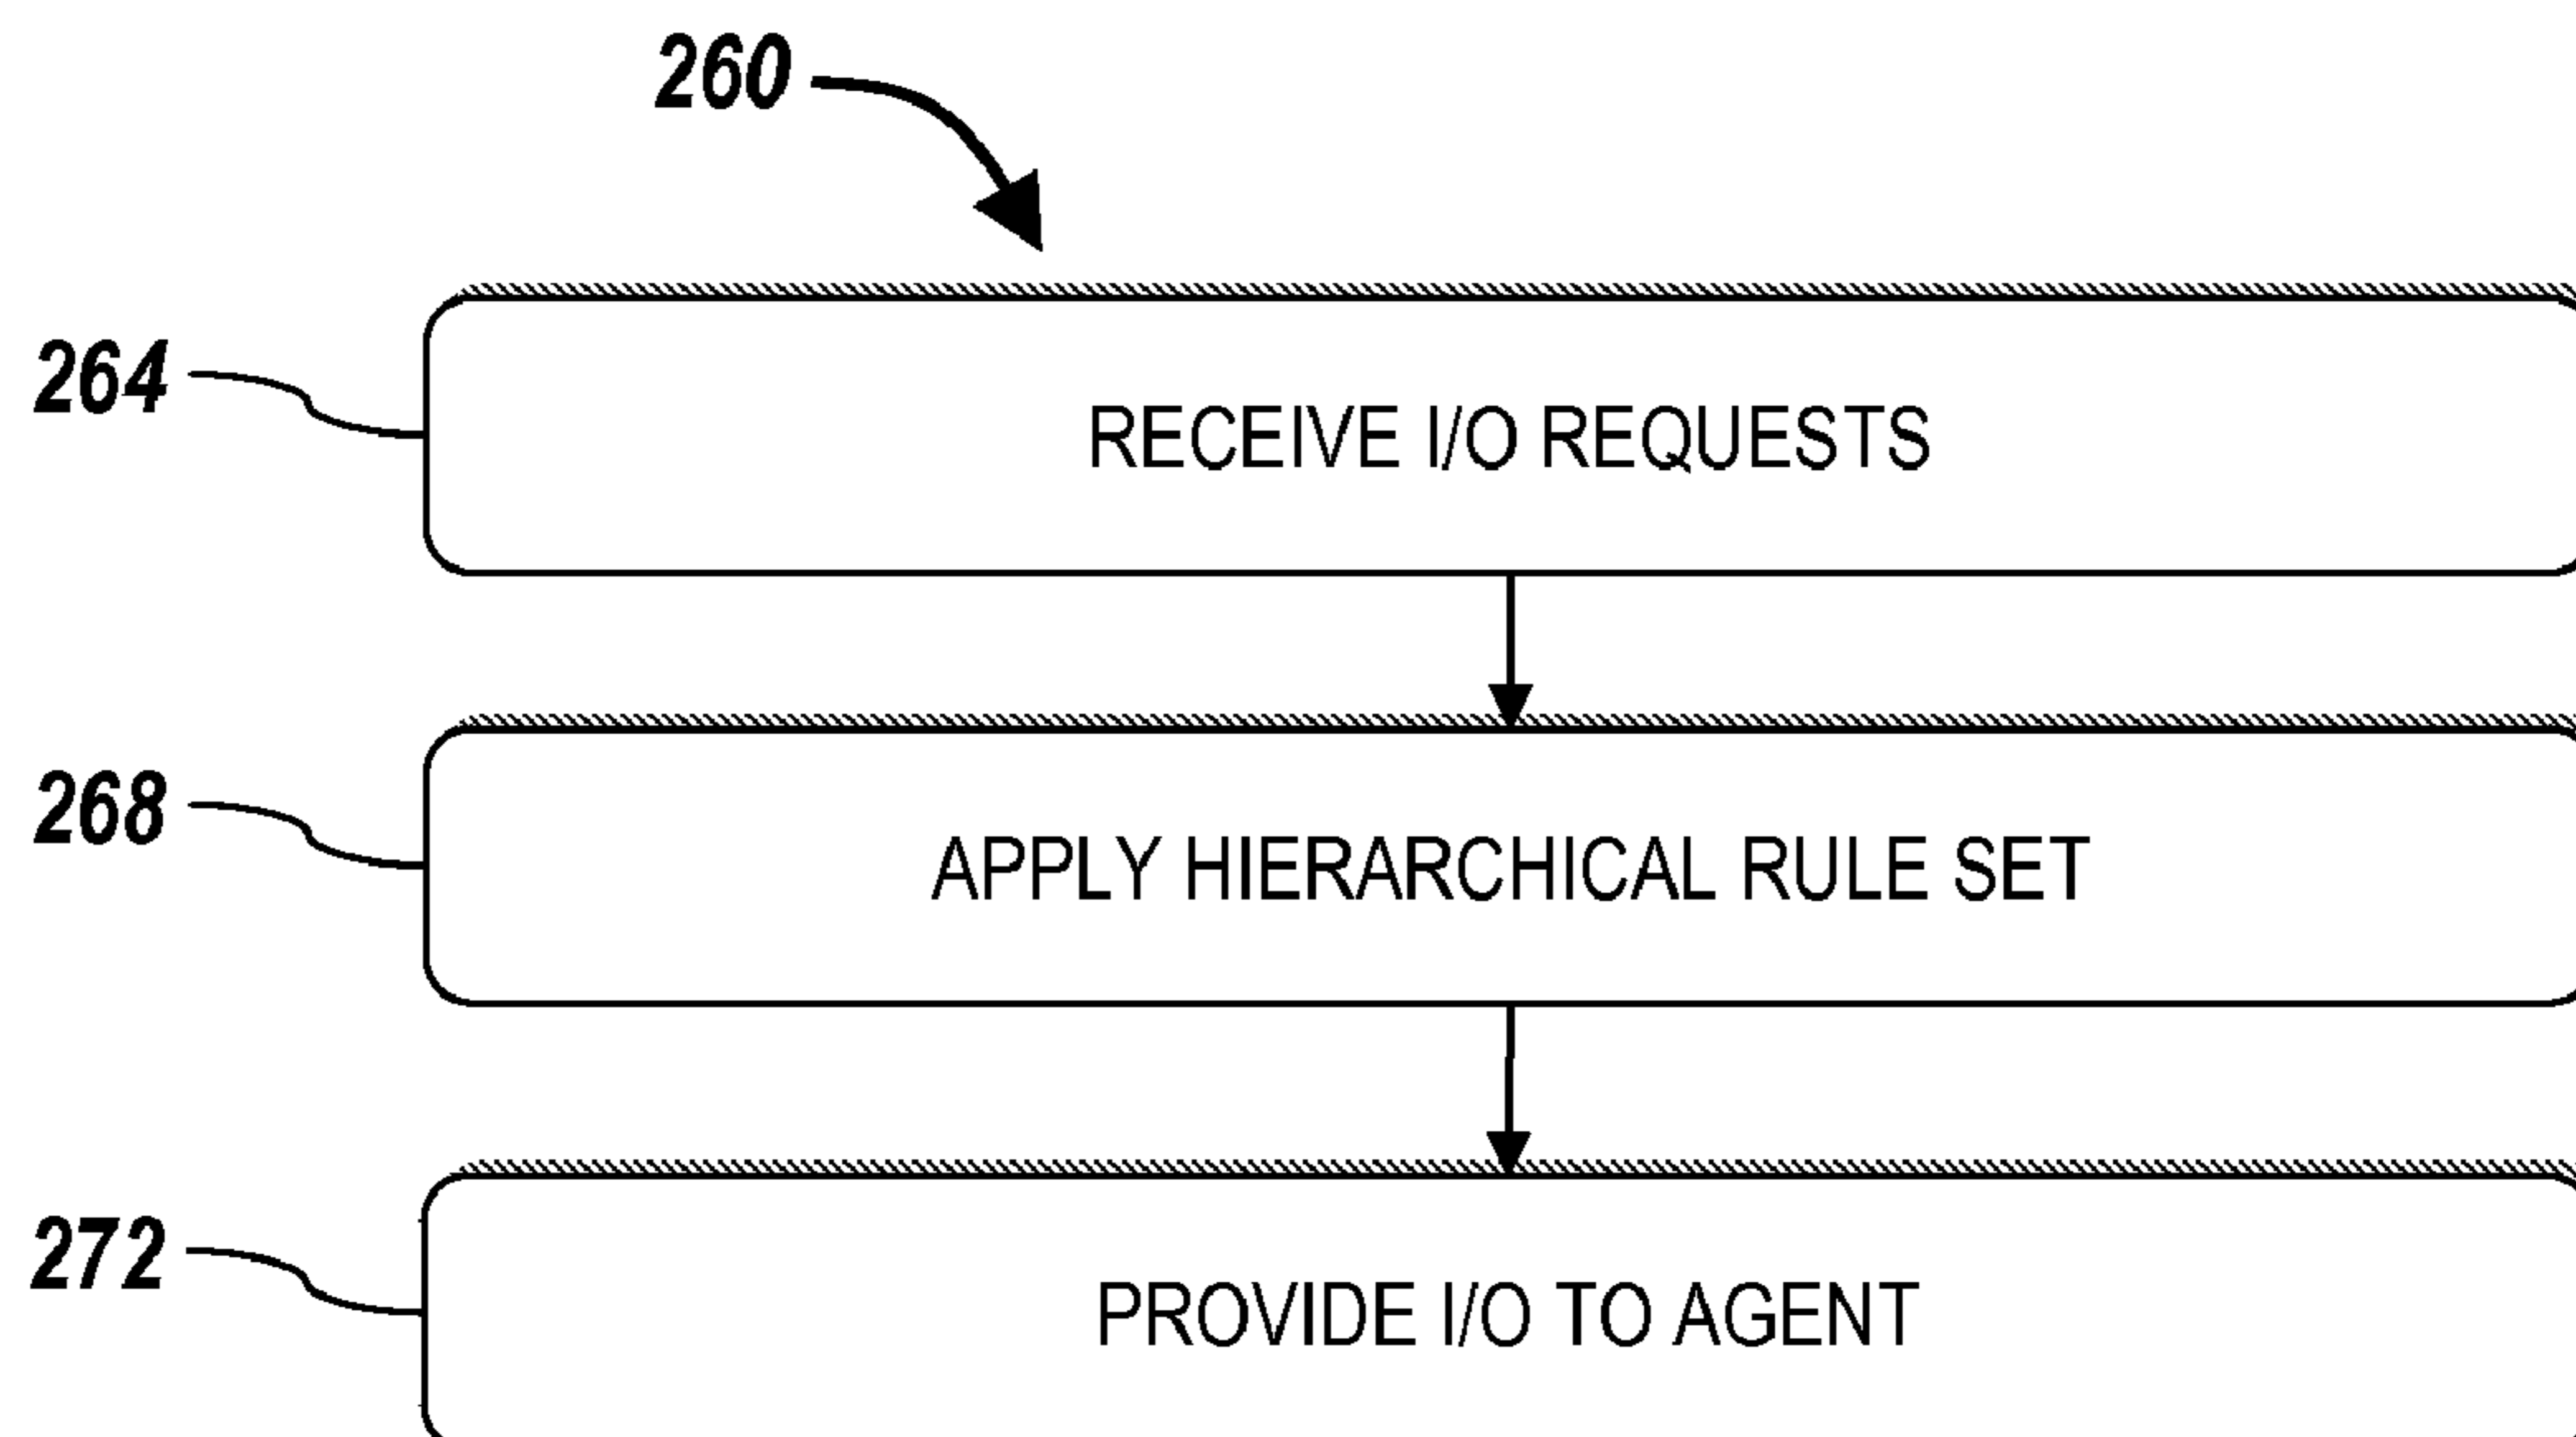 260
264
RECEIVE I/O REQUESTS
268
APPLY HIERARCHICAL RULE SET
272
PROVIDE I/O TO AGENT